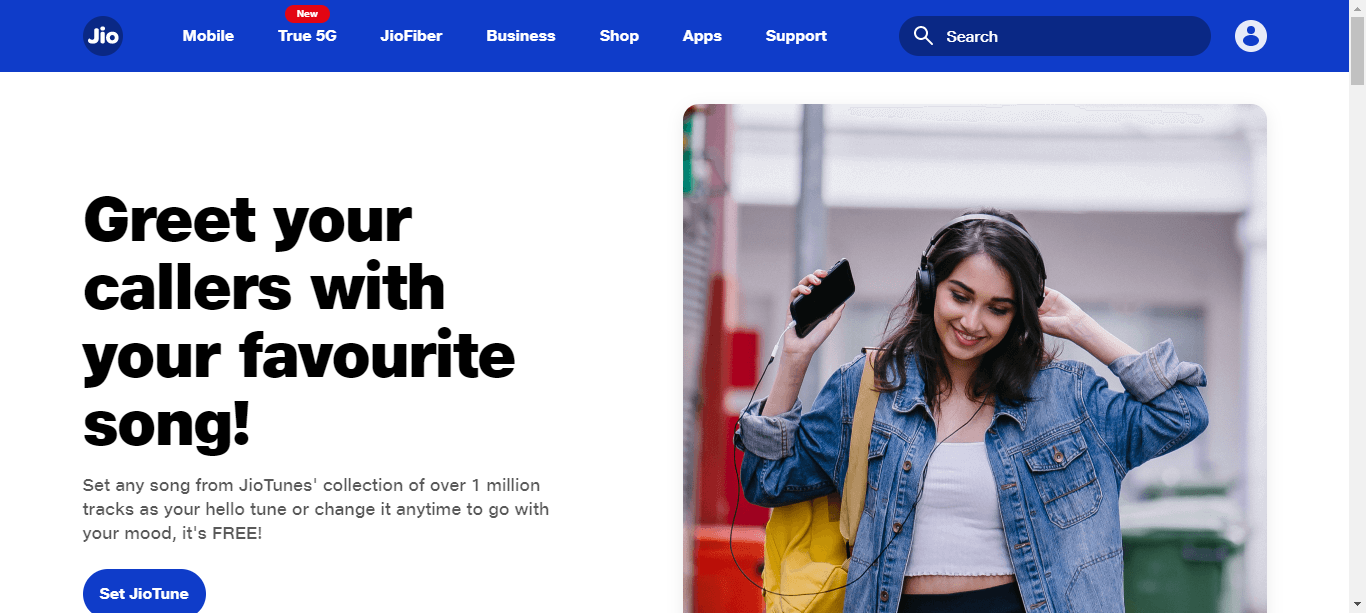 New
Jio Mobile True 5G JioFiber Business Shop Apps Support Search
Greet your
callers with
your favourite
song!
Set any song from JioTunes' collection of over 1 million
tracks as your hello tune or change it anytime to go with
your mood, it's FREE!
Set JioTune